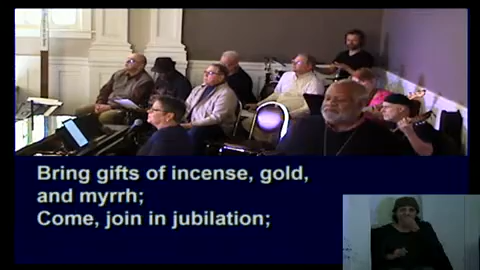 Bring gifts of incense, gold,
and myrrh;
Come, join in jubilation;